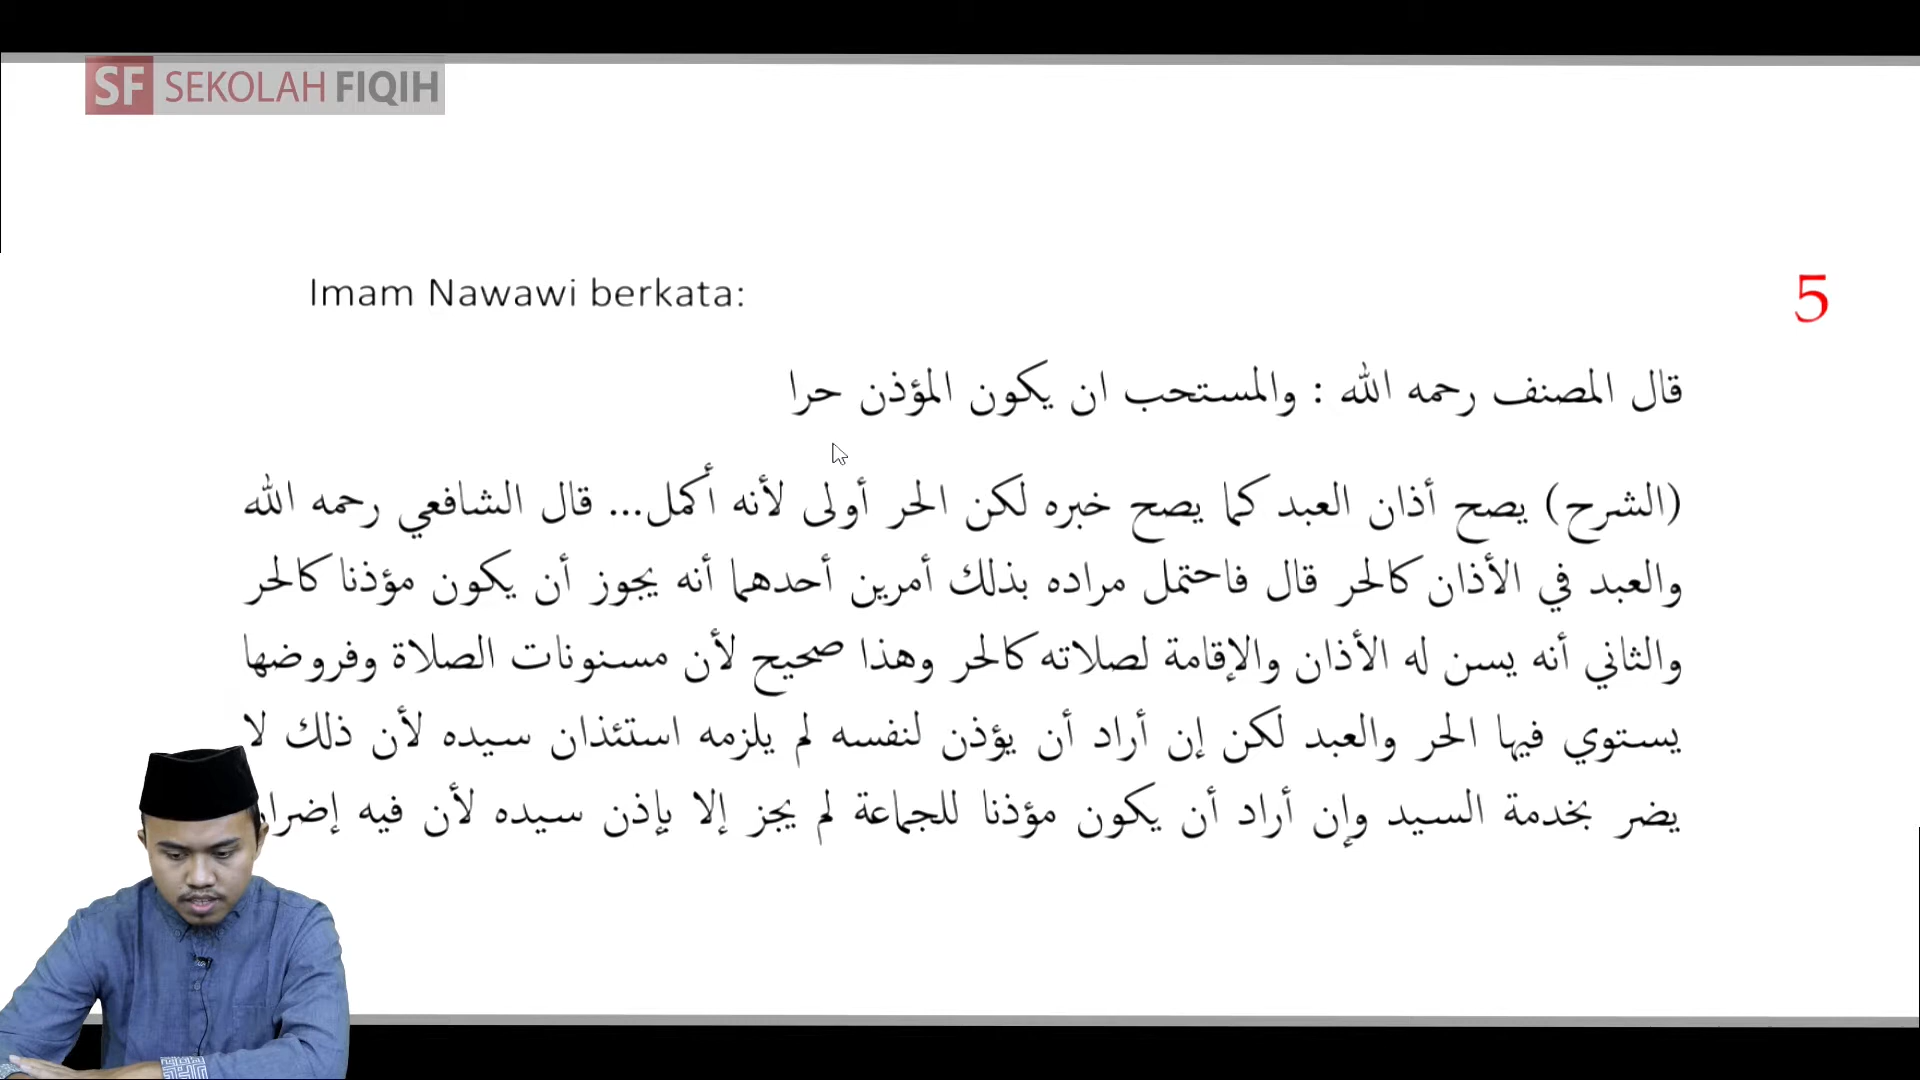 SF SEKOLAH FIQIH
Imam Nawawi berkata:
5
قال المصنف رحمه الله : والمستحب ان يكون المؤذن حرا
(الشرح) يصح أذان العبد كما يصح خبره لكن الحر أولى لأنه أكمل... قال الشافعي رحمه الله
والعبد في الأذان كالحر قال فاحتمل مراده بذلك أمرين أحدهما أنه يجوز أن يكون مؤذنا كالحر
والثاني أنه يسن له الأذان والإقامة لصلاته كالحر وهذا صحيح لأن مسنونات الصلاة وفروضها
يستوي فيها الحر والعبد لكن إن أراد أن يؤذن لنفسه لم يلزمه استئذان سيده لأن ذلك لا
يضر بخدمة السيد وإن أراد أن يكون مؤذنا للجماعة لم يجز إلا بإذن سيده لأن فيه